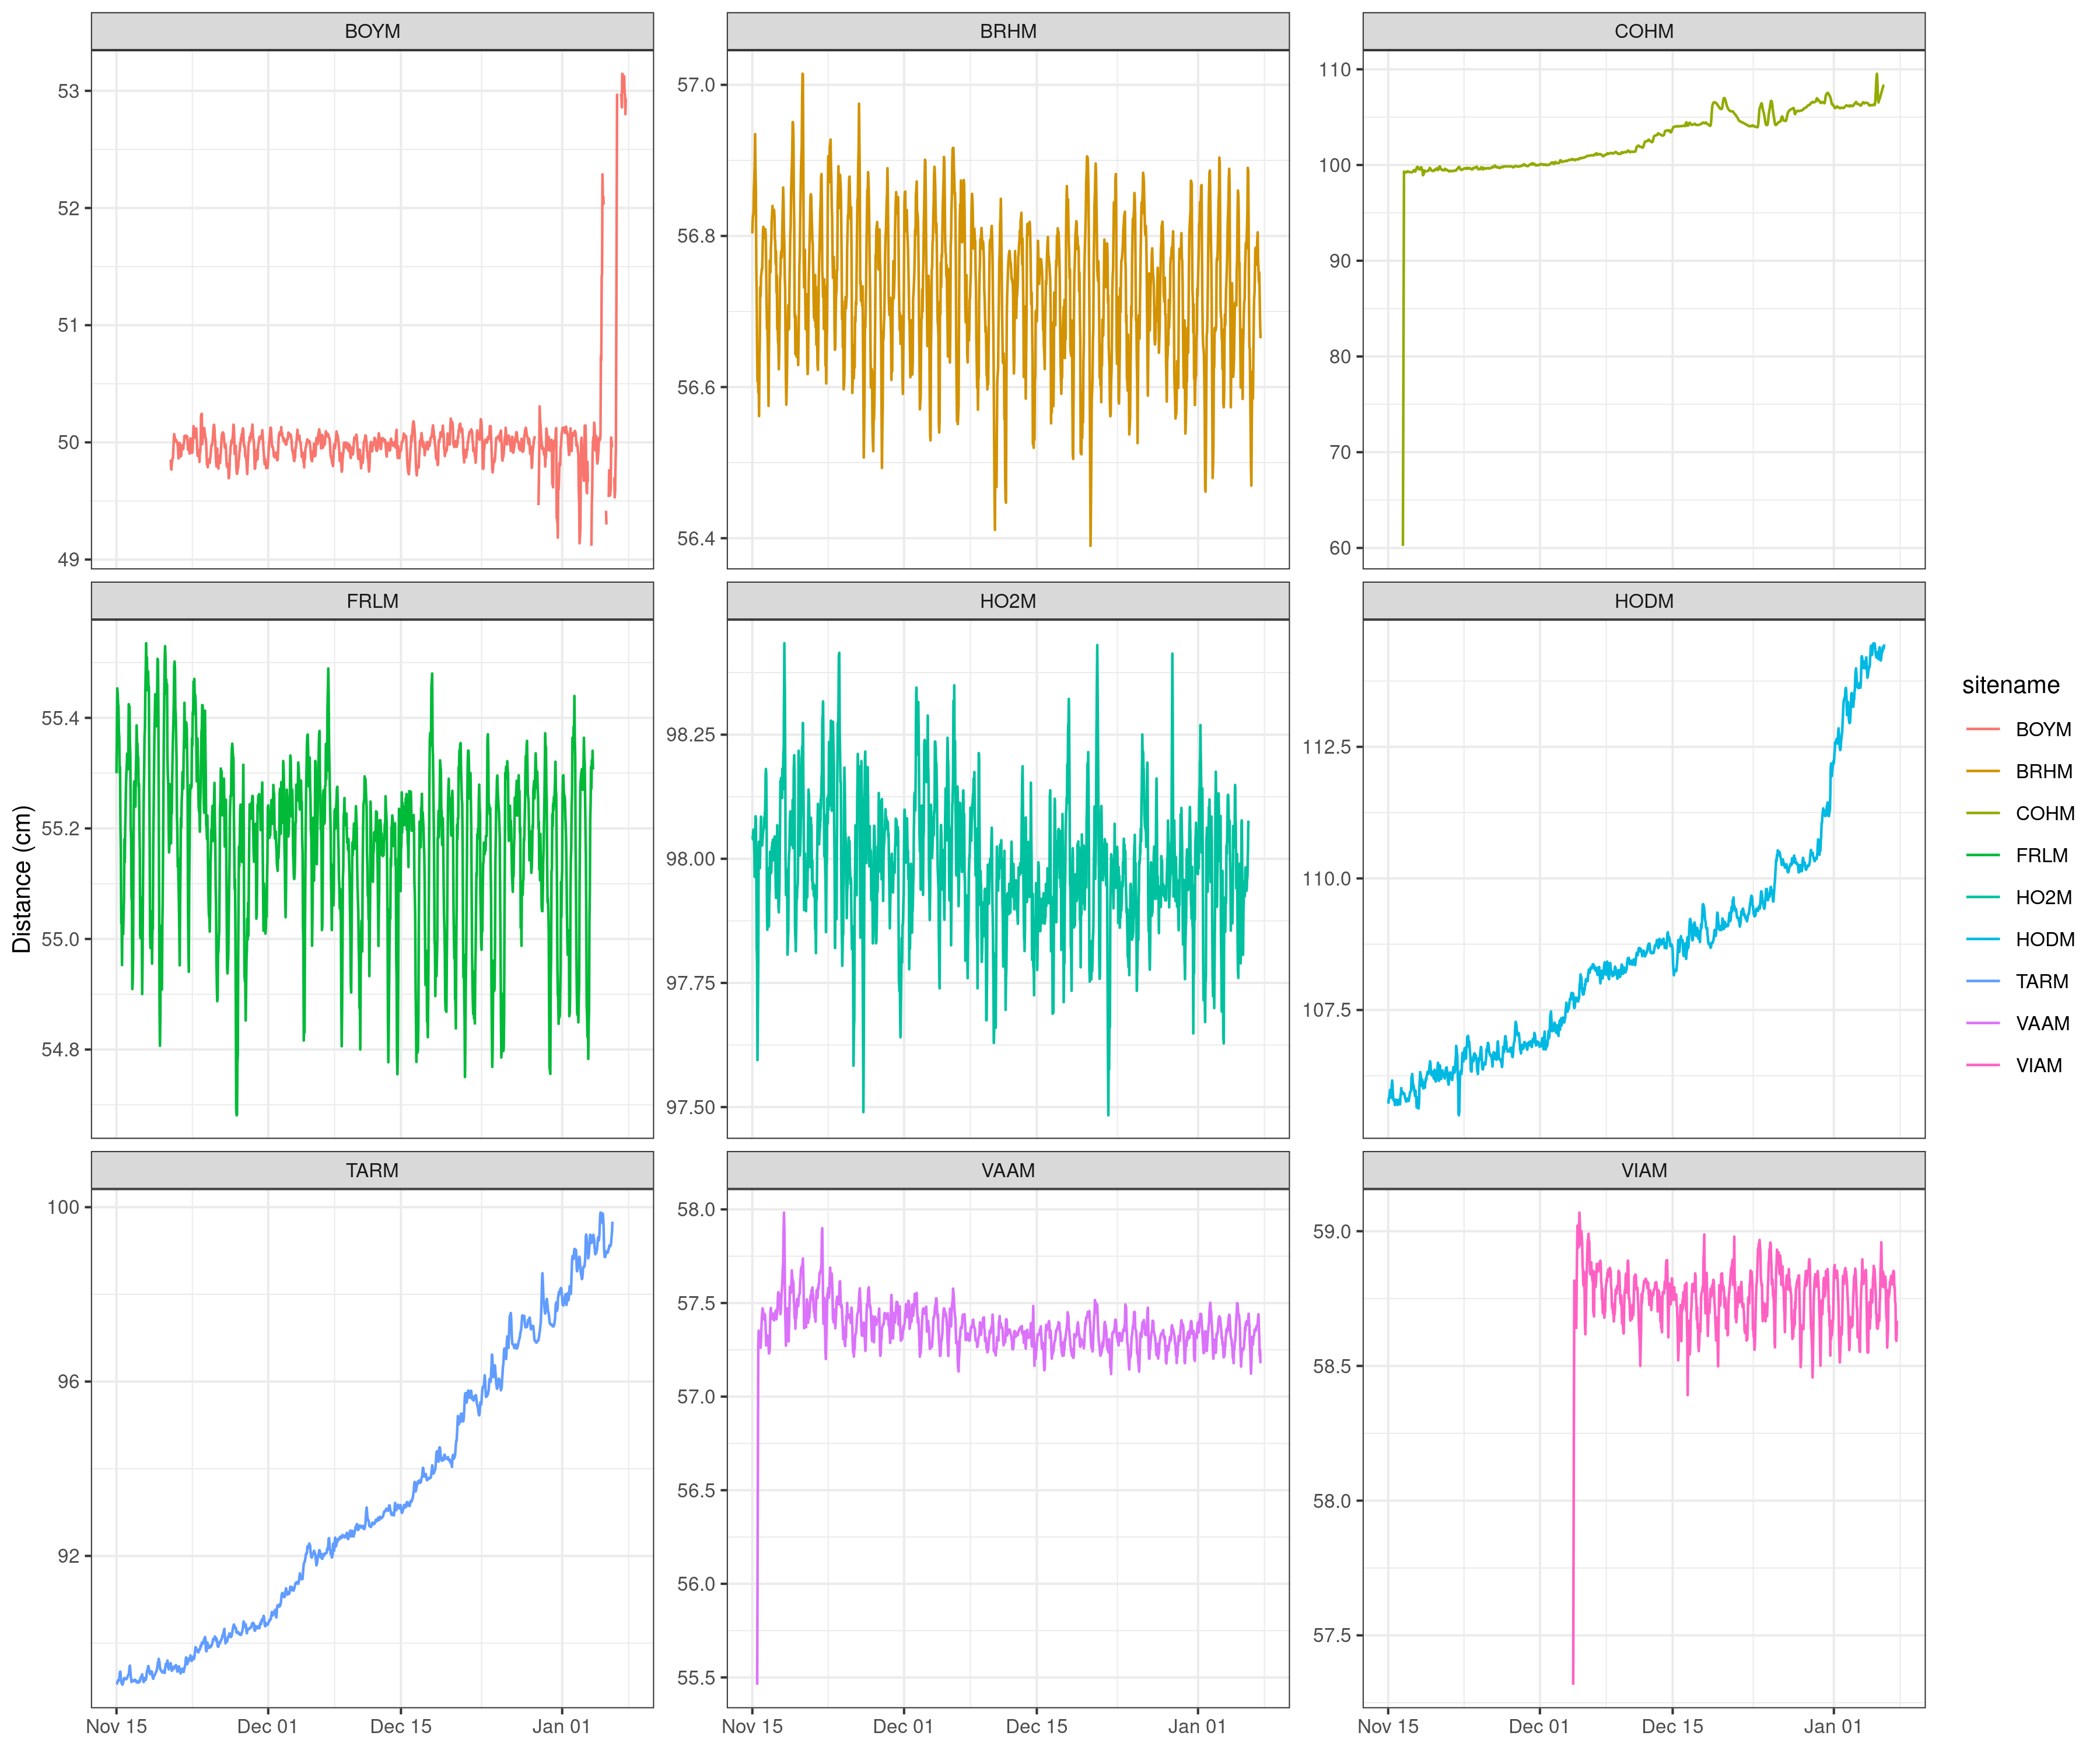 BOYM BRHM COHM
53
52
51
50
49
57.0
56.8
56.6
56.4
110
100
90
80
70
60
FRLM HO2M HODM
Distance (cm)
55.4
55.2
55.0
54.8
98.25
98.00
97.75
97.50
112.5
110.0
107.5
TARM VAAM VIAM
100
96
92
58.0
57.5
57.0
56.5
56.0
55.5
59.0
58.5
58.0
57.5
Nov 15 Dec 01 Dec 15 Jan 01
Nov 15 Dec 01 Dec 15 Jan 01
Nov 15 Dec 01 Dec 15 Jan 01
sitename
BOYM
BRHM
COHM
FRLM
HO2M
HODM
TARM
VAAM
VIAM